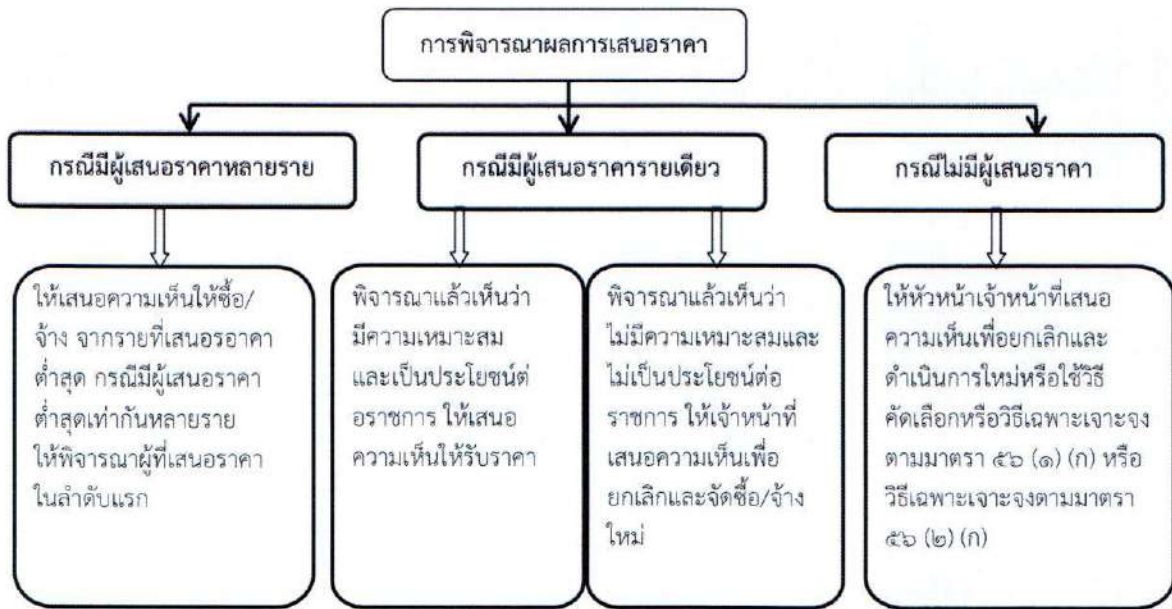 การพิจารณาผลการเสนอราคา
กรณีมีผู้เสนอราคาหลายราย
กรณีมีผู้เสนอราคารายเดียว
กรณีไม่มีผู้เสนอราคา
ให้เสนอความเห็นให้ซื้อ/
จ้าง จากรายที่เสนอรอาคา
ต่ำสุด กรณีมีผู้เสนอราคา
ต่ำสุดเท่ากันหลายราย
ให้พิจารณาผู้ที่เสนอราคา
ในลำดับแรก
พิจารณาแล้วเห็นว่า
มีความเหมาะสม
และเป็นประโยชน์ต่
อราชการ ให้เสนอ
ความเห็นให้รับราคา
พิจารณาแล้วเห็นว่า
ไม่มีความเหมาะสมและ
ไม่เป็นประโยชน์ต่อ
ราชการ ให้เจ้าหน้าที่
เสนอความเห็นเพื่อ
ยกเลิกและจัดซื้อ/จ้าง
ใหม่
ให้หัวหน้าเจ้าหน้าที่เสนอ
ความเห็นเพื่อยกเลิกและ
ดำเนินการใหม่หรือใช้วิธี
คัดเลือกหรือวิธีเฉพาะเจาะจง
ตามมาตรา ๕๖ (๑) (ก) หรือ
วิธีเฉพาะเจาะจงตามมาตรา
๕๖ (๒) (ก)